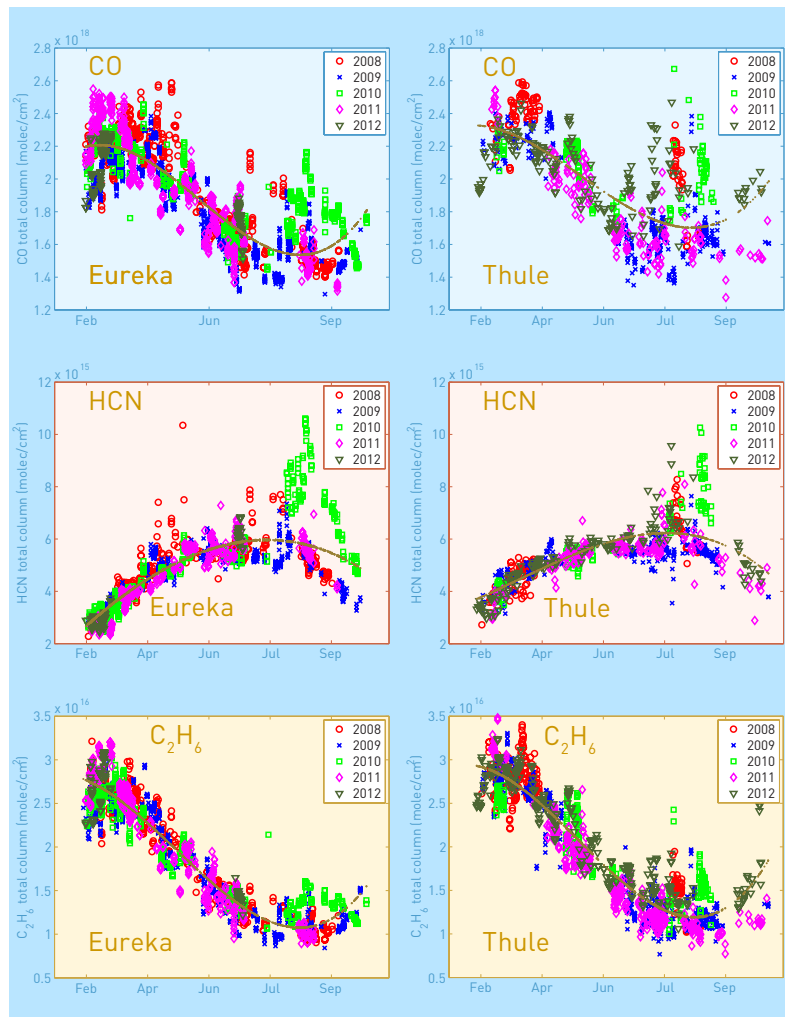 x 10^18
CO
2008
2009
2010
2011
2012
2.8
2.6
2.4
2.2
2
1.8
1.6
1.4
1.2
CO total column (molec/cm²)
Eureka
Feb Jun Sep
x 10^18
CO
2008
2009
2010
2011
2012
2.8
2.6
2.4
2.2
2
1.8
1.6
1.4
1.2
CO total column (molec/cm²)
Thule
Feb Apr Jun Jul Sep
x 10^15
HCN
2008
2009
2010
2011
2012
12
10
8
6
4
2
HCN total column (molec/cm²)
Eureka
Feb Apr Jun Jul Sep
x 10^15
HCN
2008
2009
2010
2011
2012
12
10
8
6
4
2
HCN total column (molec/cm²)
Thule
Feb Apr Jun Jul Sep
x 10^16
C₂H₆
2008
2009
2010
2011
2012
3.5
3
2.5
2
1.5
1
0.5
C₂H₆ total column (molec/cm²)
Eureka
Feb Apr Jun Jul Sep
x 10^16
C₂H₆
2008
2009
2010
2011
2012
3.5
3
2.5
2
1.5
1
0.5
C₂H₆ total column (molec/cm²)
Thule
Feb Apr Jun Jul Sep